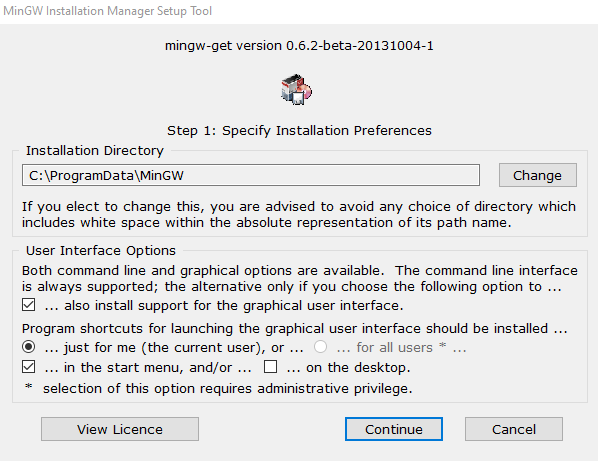 MinGW Installation Manager Setup Tool
mingw-get version 0.6.2-beta-20131004-1
Step 1: Specify Installation Preferences
Installation Directory
C:\ProgramData\MinGW
Change
If you elect to change this, you are advised to avoid any choice of directory which
includes white space within the absolute representation of its path name.
User Interface Options
Both command line and graphical options are available.  The command line interface
is always supported; the alternative only if you choose the following option to ...
... also install support for the graphical user interface.
Program shortcuts for launching the graphical user interface should be installed ...
... just for me (the current user), or ... ... for all users * ...
... in the start menu, and/or ... ... on the desktop.
* selection of this option requires administrative privilege.
View Licence Continue Cancel